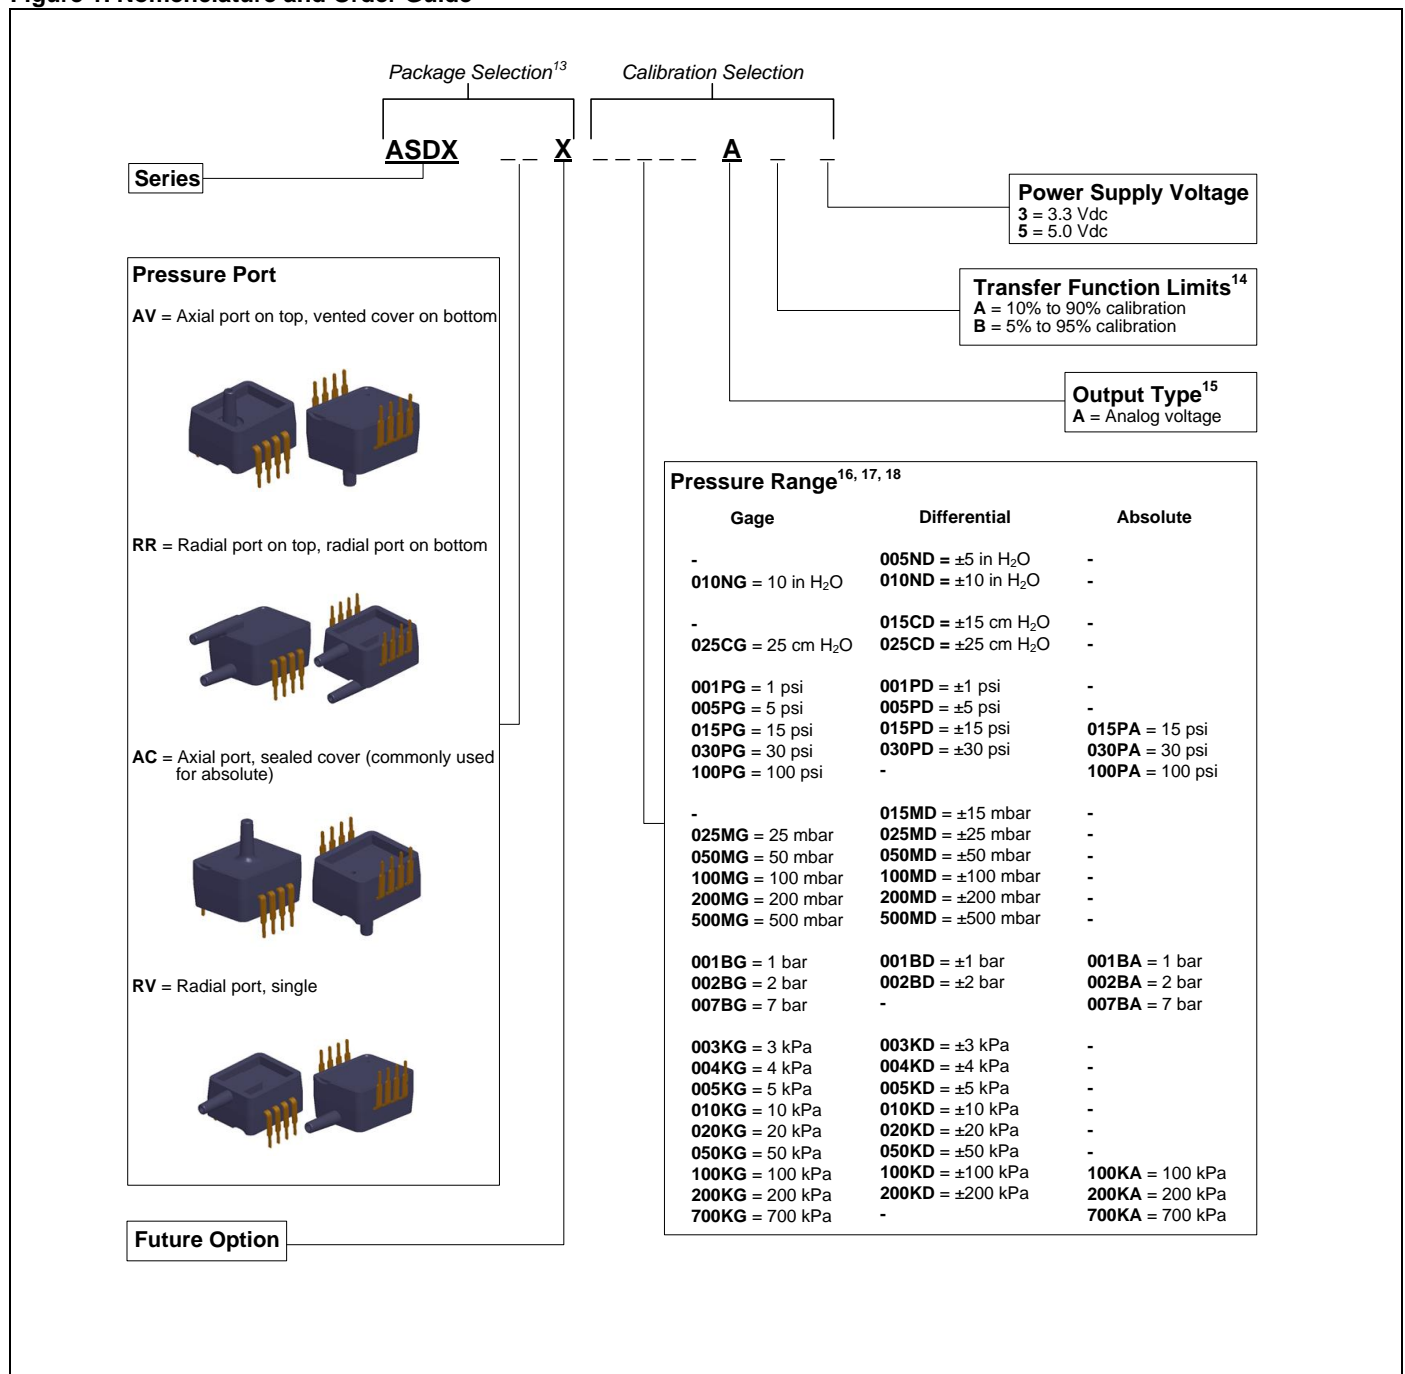 Figure 1. Nomenclature and Order Guide
Package Selection13 Calibration Selection
ASDX _ _ X _ _ _ _ _ A _ _
Series
Power Supply Voltage
3 = 3.3 Vdc
5 = 5.0 Vdc
Transfer Function Limits14
A = 10% to 90% calibration
B = 5% to 95% calibration
Output Type15
A = Analog voltage
Pressure Port
AV = Axial port on top, vented cover on bottom
RR = Radial port on top, radial port on bottom
AC = Axial port, sealed cover (commonly used
for absolute)
RV = Radial port, single
Future Option
Pressure Range16, 17, 18
Gage Differential Absolute
- 005ND = ±5 in H2O -
010NG = 10 in H2O 010ND = ±10 in H2O -
- 015CD = ±15 cm H2O -
025CG = 25 cm H2O 025CD = ±25 cm H2O -
001PG = 1 psi 001PD = ±1 psi -
005PG = 5 psi 005PD = ±5 psi -
015PG = 15 psi 015PD = ±15 psi 015PA = 15 psi
030PG = 30 psi 030PD = ±30 psi 030PA = 30 psi
100PG = 100 psi - 100PA = 100 psi
- 015MD = ±15 mbar -
025MG = 25 mbar 025MD = ±25 mbar -
050MG = 50 mbar 050MD = ±50 mbar -
100MG = 100 mbar 100MD = ±100 mbar -
200MG = 200 mbar 200MD = ±200 mbar -
500MG = 500 mbar 500MD = ±500 mbar -
001BG = 1 bar 001BD = ±1 bar 001BA = 1 bar
002BG = 2 bar 002BD = ±2 bar 002BA = 2 bar
007BG = 7 bar - 007BA = 7 bar
003KG = 3 kPa 003KD = ±3 kPa -
004KG = 4 kPa 004KD = ±4 kPa -
005KG = 5 kPa 005KD = ±5 kPa -
010KG = 10 kPa 010KD = ±10 kPa -
020KG = 20 kPa 020KD = ±20 kPa -
050KG = 50 kPa 050KD = ±50 kPa -
100KG = 100 kPa 100KD = ±100 kPa 100KA = 100 kPa
200KG = 200 kPa 200KD = ±200 kPa 200KA = 200 kPa
700KG = 700 kPa - 700KA = 700 kPa